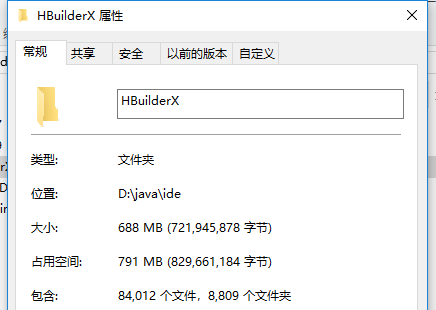 HBuilderX 属性
常规 共享 安全 以前的版本 自定义
HBuilderX
类型: 文件夹
位置: D:\java\ide
大小: 688 MB (721,945,878 字节)
占用空间: 791 MB (829,661,184 字节)
包含: 84,012 个文件，8,809 个文件夹